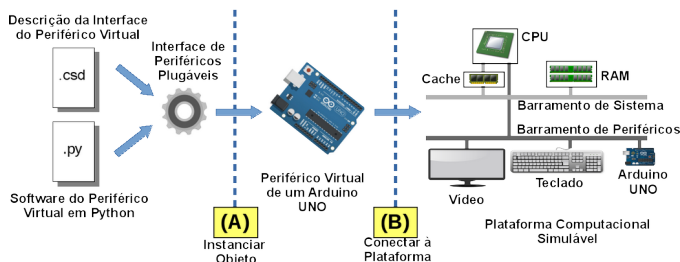 Descrição da Interface
do Periférico Virtual
.csd
.py
Software do Periférico
Virtual em Python
Interface de
Periféricos
Plugáveis
(A)
Instanciar
Objeto
Periférico Virtual
de um Arduino
UNO
(B)
Conectar à
Plataforma
CPU
Cache
RAM
Barramento de Sistema
Barramento de Periféricos
Vídeo
Teclado
Arduino
UNO
Plataforma Computacional
Simulável